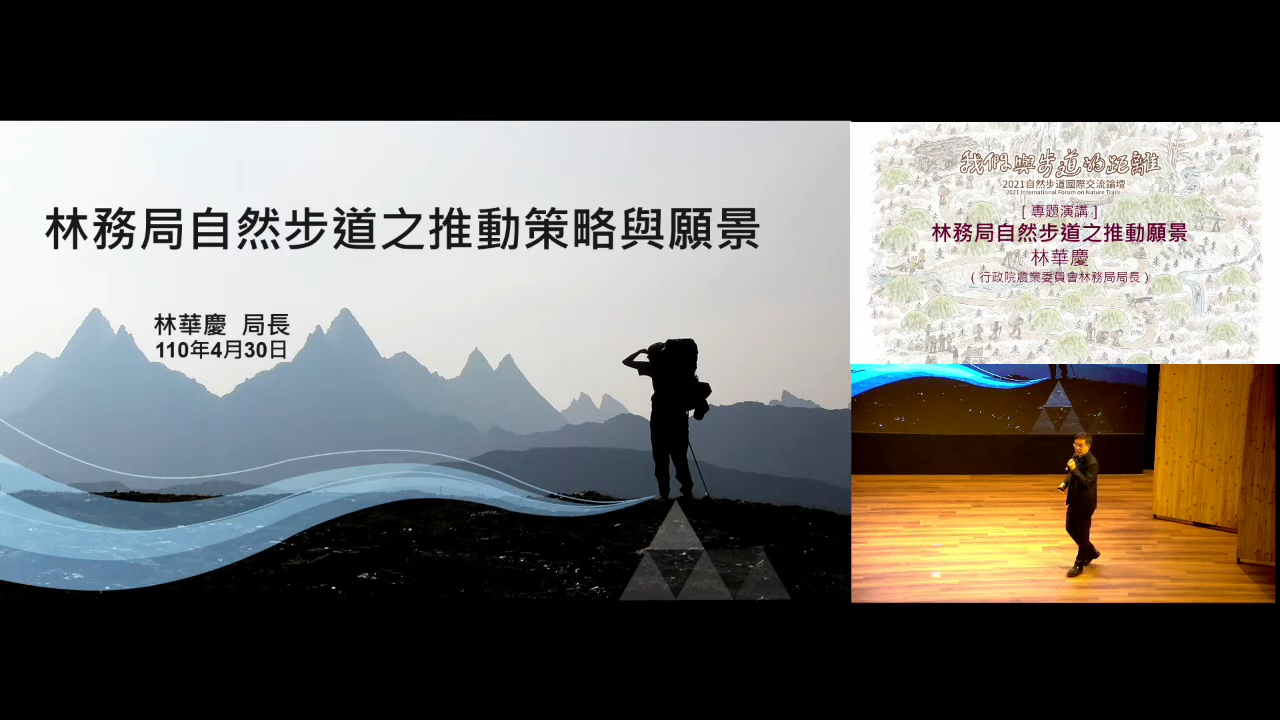 林務局自然步道之推動策略與願景
林華慶 局長
110年4月30日
我們與步道的距離
2021自然步道國際交流論壇
2021 International Forum on Nature Trails
[ 專題演講 ]
林務局自然步道之推動願景
林華慶
( 行政院農業委員會林務局局長 )